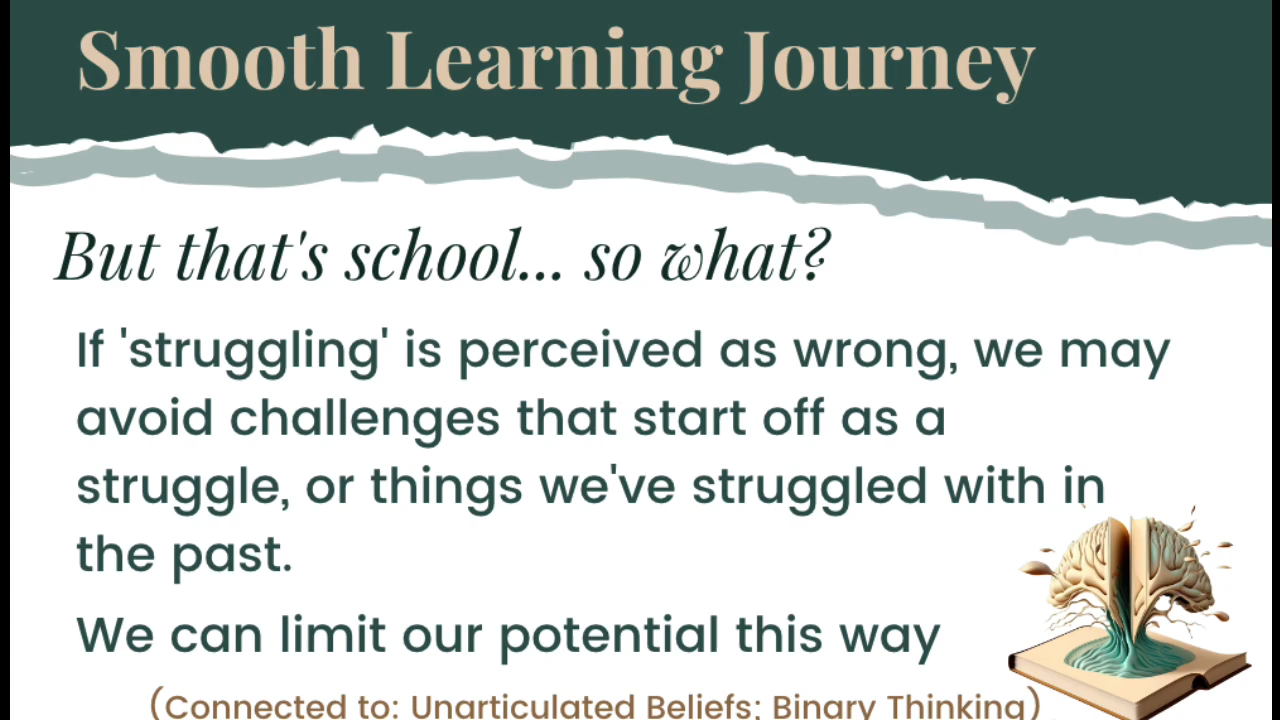 Smooth Learning Journey
But that's school... so what?
If 'struggling' is perceived as wrong, we may
avoid challenges that start off as a
struggle, or things we've struggled with in
the past.
We can limit our potential this way
(Connected to: Unarticulated Beliefs; Binary Thinking)